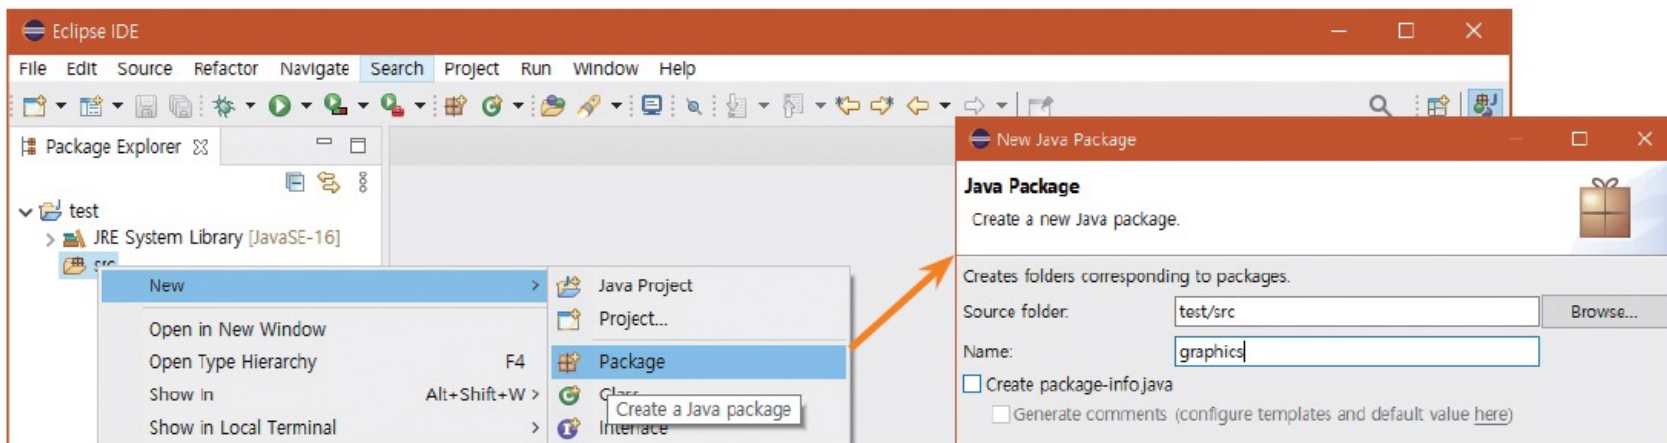 Eclipse IDE
File Edit Source Refactor Navigate Search Project Run Window Help
Package Explorer
test
JRE System Library [JavaSE-16]
src
New >
Open in New Window
Open Type Hierarchy F4
Show In Alt+Shift+W >
Show in Local Terminal >
Java Project
Project...
Package
Class
Create a Java package
Interface
New Java Package
Java Package
Create a new Java package.
Creates folders corresponding to packages.
Source folder: test/src Browse...
Name: graphics
Create package-info.java
Generate comments (configure templates and default value here)